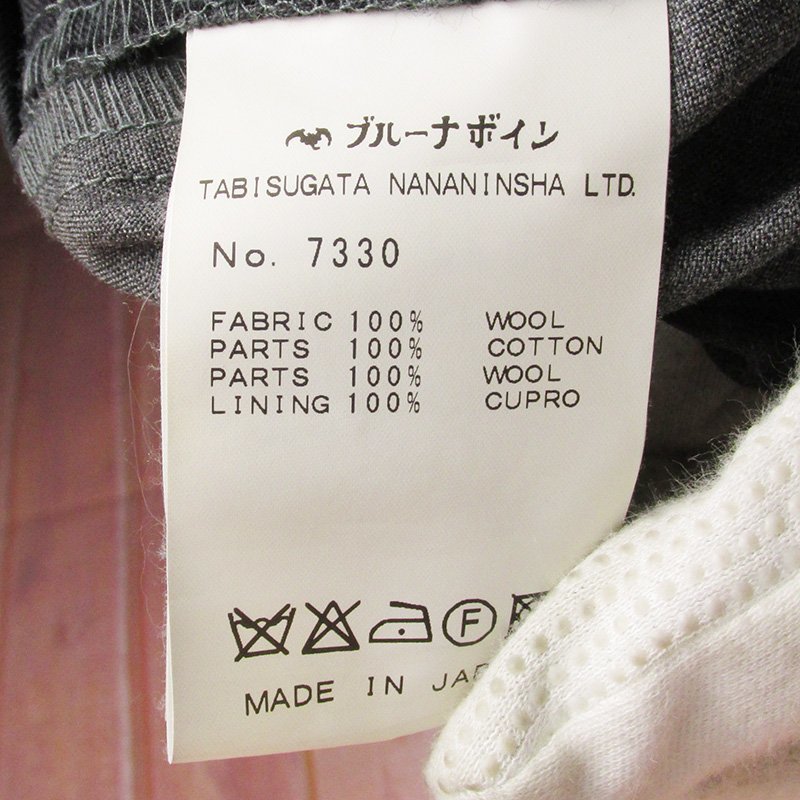 ブルーナボイン
TABISUGATA NANANINSHA LTD.
No. 7330
FABRIC 100% WOOL
PARTS 100% COTTON
PARTS 100% WOOL
LINING 100% CUPRO
F
MADE IN